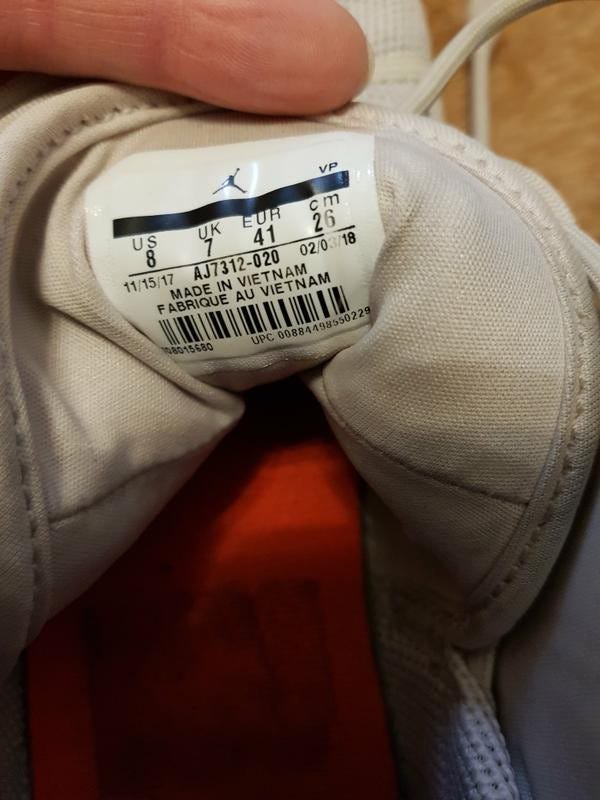 VP
US UK EUR cm
8 7 41 26
11/15/17 AJ7312-020 02/03/18
MADE IN VIETNAM
FABRIQUE AU VIETNAM
UPC 00884498550229